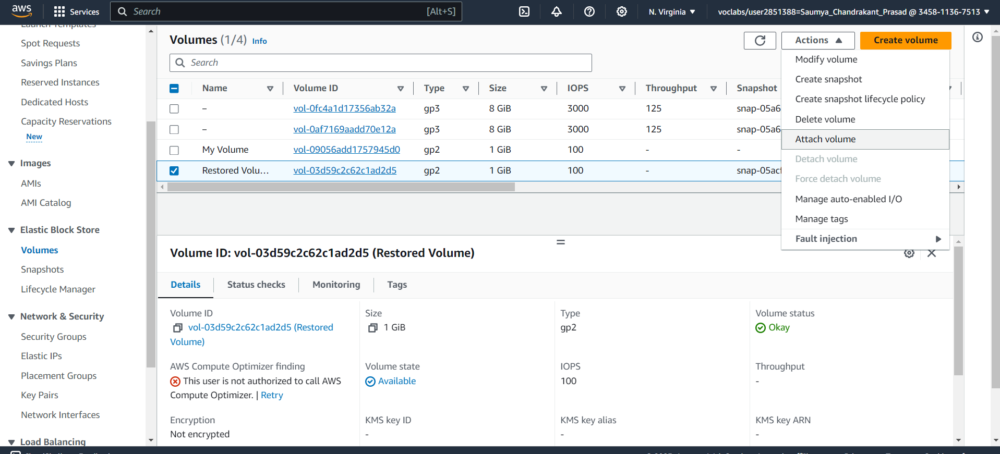 aws
Services
Search
[Alt+S]
N. Virginia
voclabs/user2851388=Saumya_Chandrakant_Prasad @ 3458-1136-7513
Launch Templates
Spot Requests
Savings Plans
Reserved Instances
Dedicated Hosts
Capacity Reservations
New
Images
AMIs
AMI Catalog
Elastic Block Store
Volumes
Snapshots
Lifecycle Manager
Network & Security
Security Groups
Elastic IPs
Placement Groups
Key Pairs
Network Interfaces
Load Balancing
Volumes (1/4) Info
Actions
Create volume
Search
Name Volume ID Type Size IOPS Throughput Snapshot
– vol-0fc4a1d17356ab32a gp3 8 GiB 3000 125 snap-05a6
– vol-0af7169aadd70e12a gp3 8 GiB 3000 125 snap-05a6
My Volume vol-09056add1757945d0 gp2 1 GiB 100 - -
Restored Volu… vol-03d59c2c62c1ad2d5 gp2 1 GiB 100 - snap-05acf
Modify volume
Create snapshot
Create snapshot lifecycle policy
Delete volume
Attach volume
Detach volume
Force detach volume
Manage auto-enabled I/O
Manage tags
Fault injection
Volume ID: vol-03d59c2c62c1ad2d5 (Restored Volume)
Details Status checks Monitoring Tags
Volume ID
vol-03d59c2c62c1ad2d5 (Restored
Volume)
Size
1 GiB
Type
gp2
Volume status
Okay
AWS Compute Optimizer finding
This user is not authorized to call AWS
Compute Optimizer. | Retry
Volume state
Available
IOPS
100
Throughput
-
Encryption
Not encrypted
KMS key ID
-
KMS key alias
-
KMS key ARN
-